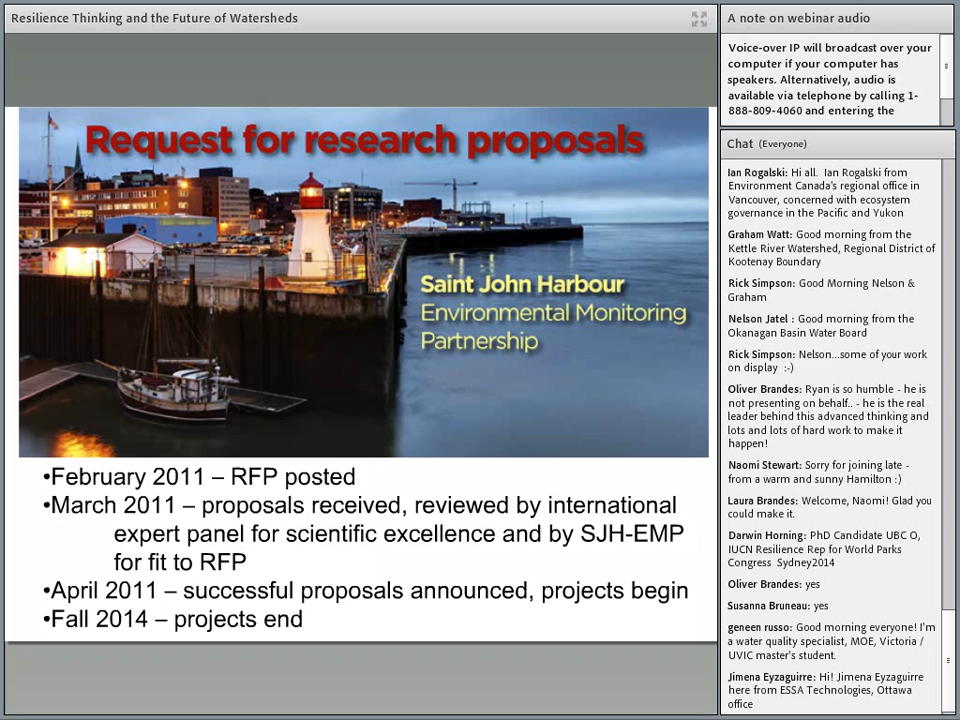 Resilience Thinking and the Future of Watersheds
Request for research proposals
Saint John Harbour
Environmental Monitoring
Partnership
•February 2011 – RFP posted
•March 2011 – proposals received, reviewed by international
expert panel for scientific excellence and by SJH-EMP
for fit to RFP
•April 2011 – successful proposals announced, projects begin
•Fall 2014 – projects end
A note on webinar audio
Voice-over IP will broadcast over your
computer if your computer has
speakers. Alternatively, audio is
available via telephone by calling 1-
888-809-4060 and entering the
Chat (Everyone)
Ian Rogalski: Hi all. Ian Rogalski from
Environment Canada's regional office in
Vancouver, concerned with ecosystem
governance in the Pacific and Yukon
Graham Watt: Good morning from the
Kettle River Watershed, Regional District of
Kootenay Boundary
Rick Simpson: Good Morning Nelson &
Graham
Nelson Jatel : Good morning from the
Okanagan Basin Water Board
Rick Simpson: Nelson...some of your work
on display :-)
Oliver Brandes: Ryan is so humble - he is
not presenting on behalf.. - he is the real
leader behind this advanced thinking and
lots and lots of hard work to make it
happen!
Naomi Stewart: Sorry for joining late -
from a warm and sunny Hamilton :)
Laura Brandes: Welcome, Naomi! Glad you
could make it.
Darwin Horning: PhD Candidate UBC O,
IUCN Resilience Rep for World Parks
Congress Sydney2014
Oliver Brandes: yes
Susanna Bruneau: yes
geneen russo: Good morning everyone! I'm
a water quality specialist, MOE, Victoria /
UVIC master's student.
Jimena Eyzaguirre: Hi! Jimena Eyzaguirre
here from ESSA Technologies, Ottawa
office